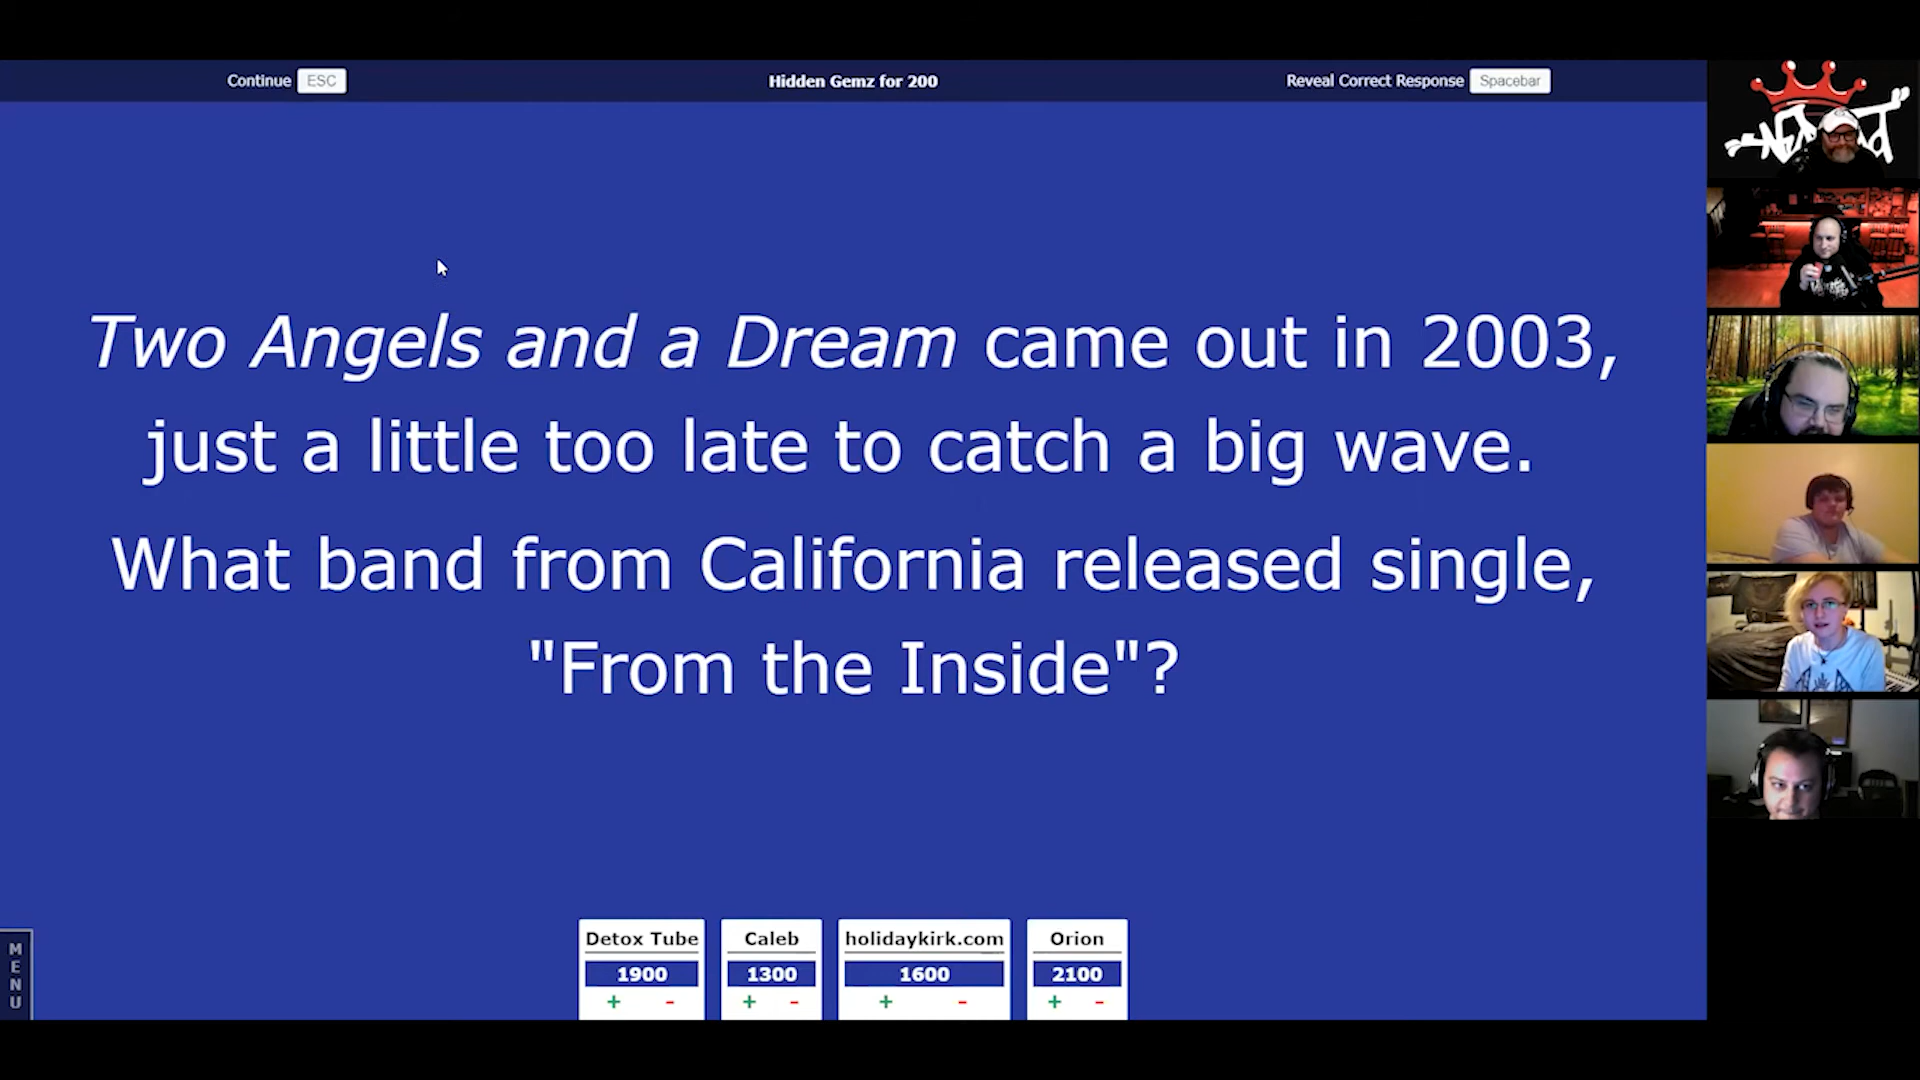 Continue ESC
Hidden Gemz for 200
Reveal Correct Response Spacebar
Two Angels and a Dream came out in 2003,
just a little too late to catch a big wave.
What band from California released single,
"From the Inside"?
MENU
Detox Tube Caleb holidaykirk.com Orion
1900 1300 1600 2100
+ - + - + - + -